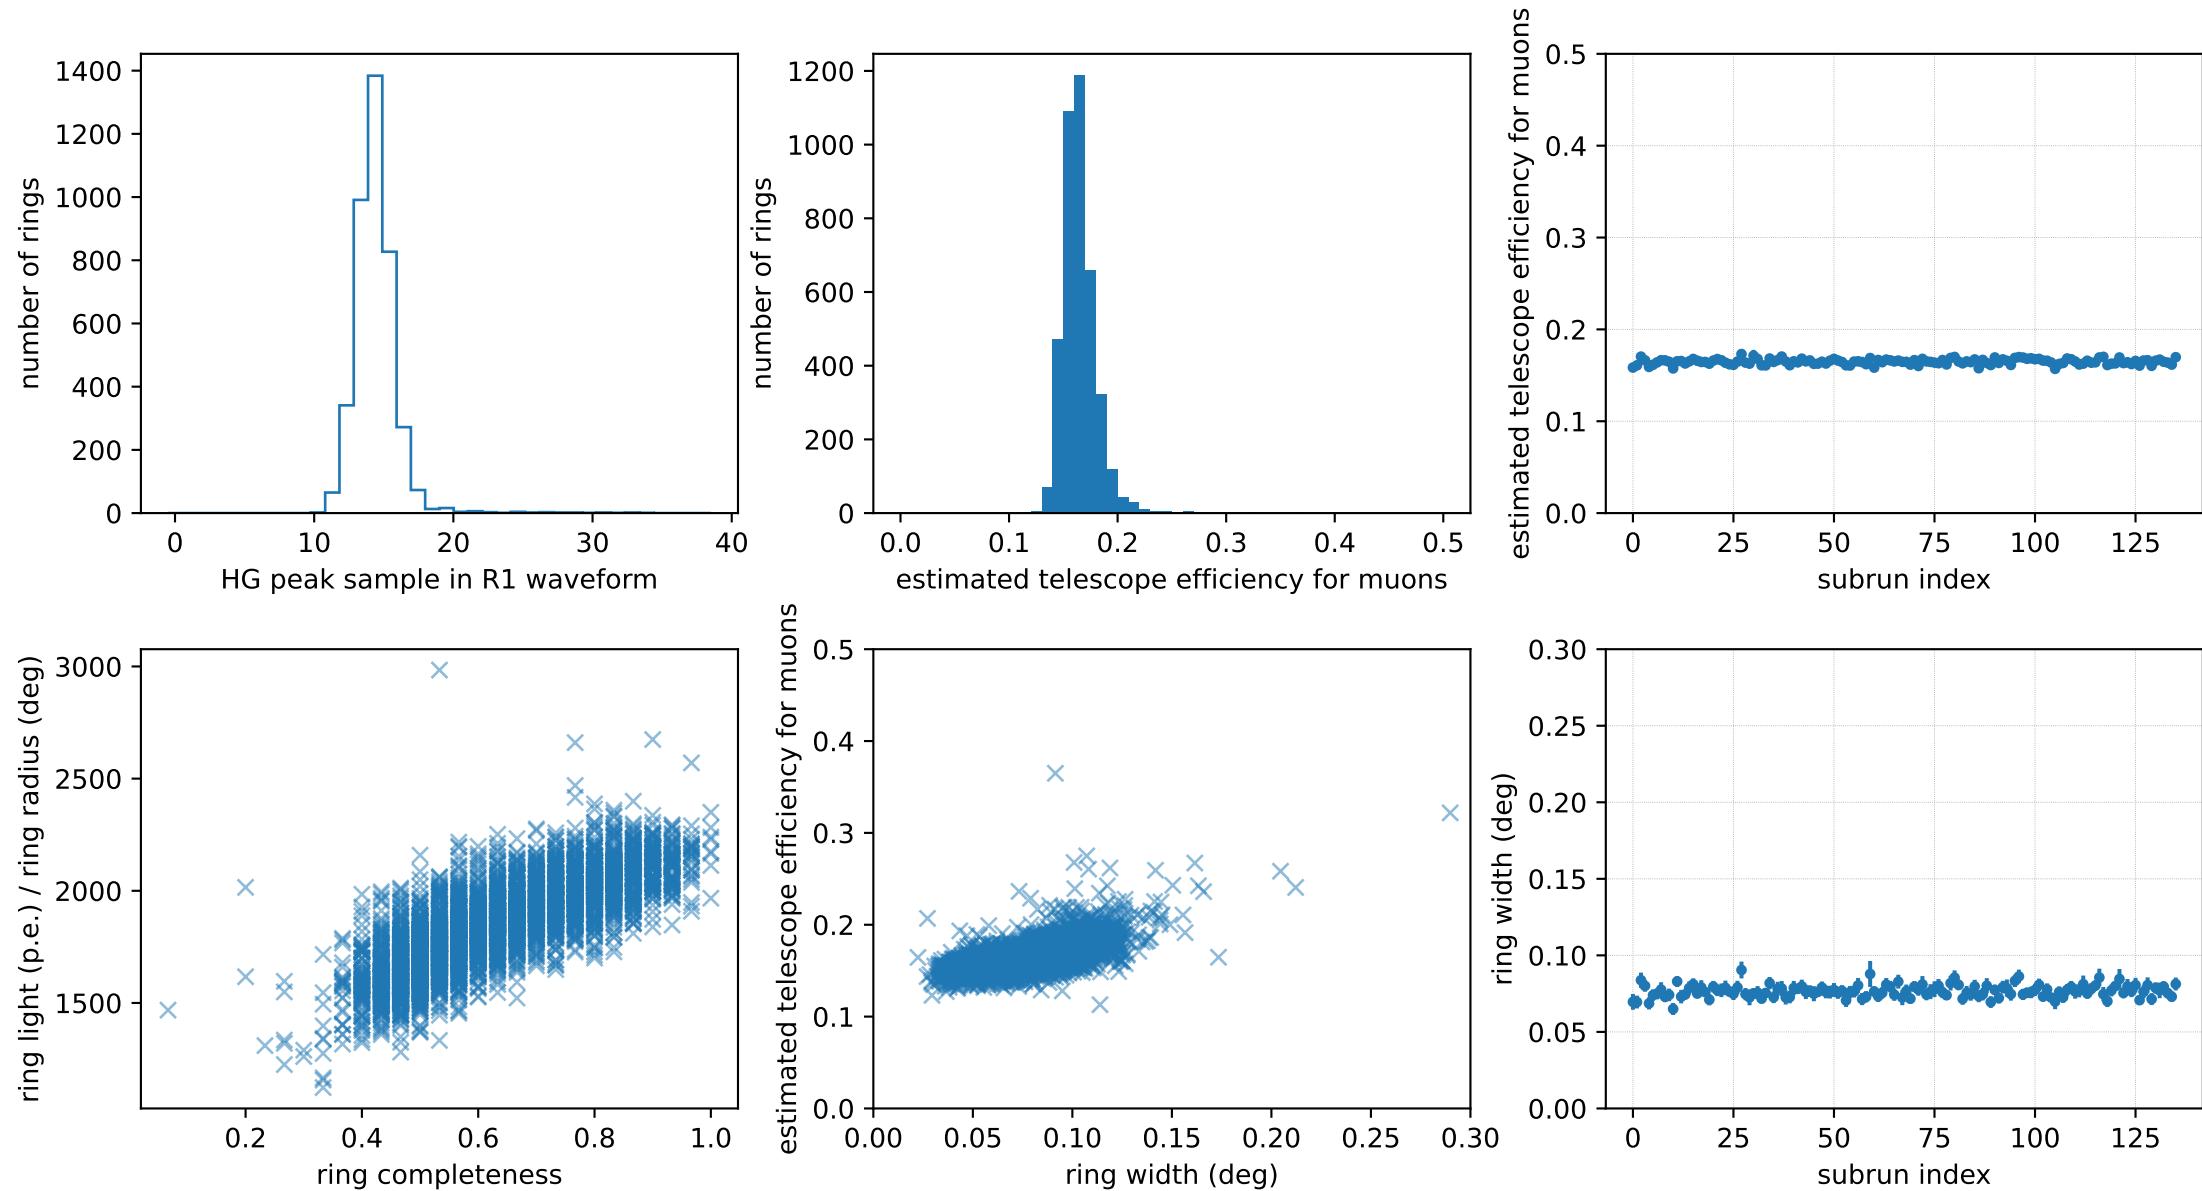 number of rings
1400
1200
1000
800
600
400
200
0
0 10 20 30 40
HG peak sample in R1 waveform
number of rings
1200
1000
800
600
400
200
0
0.0 0.1 0.2 0.3 0.4 0.5
estimated telescope efficiency for muons
estimated telescope efficiency for muons
0.5
0.4
0.3
0.2
0.1
0.0
0 25 50 75 100 125
subrun index
ring light (p.e.) / ring radius (deg)
3000
2500
2000
1500
0.2 0.4 0.6 0.8 1.0
ring completeness
estimated telescope efficiency for muons
0.5
0.4
0.3
0.2
0.1
0.0
0.00 0.05 0.10 0.15 0.20 0.25 0.30
ring width (deg)
ring width (deg)
0.30
0.25
0.20
0.15
0.10
0.05
0.00
0 25 50 75 100 125
subrun index